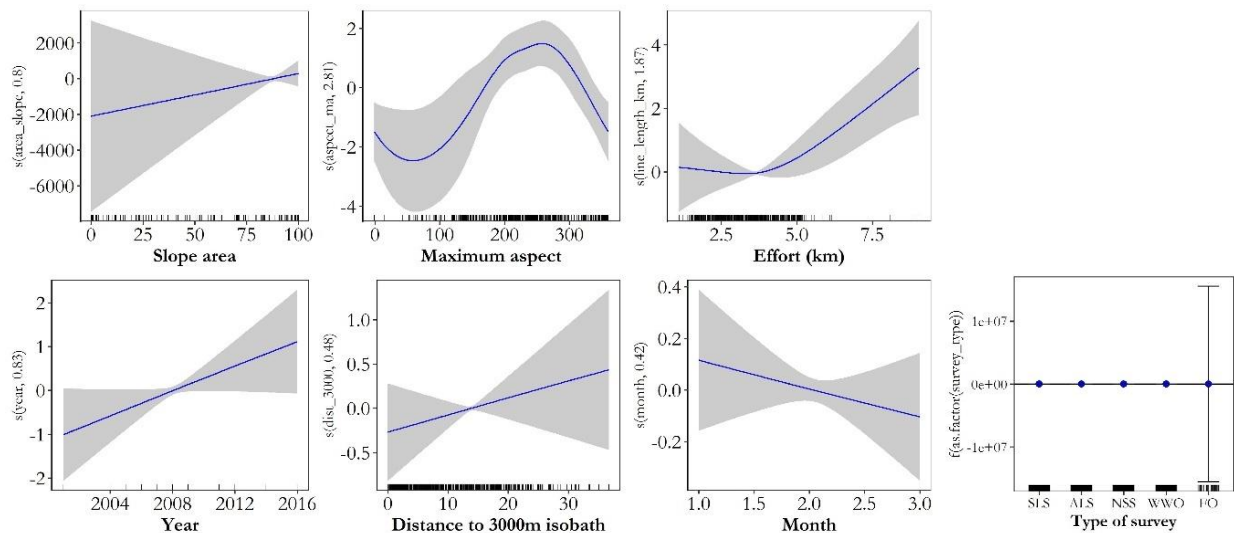 s(area_slope, 0.8)
2000
0
-2000
-4000
-6000
0 25 50 75 100
Slope area
s(aspect_ma, 2.81)
2
0
-2
-4
0 100 200 300
Maximum aspect
s(line_length_km, 1.87)
4
2
0
2.5 5.0 7.5
Effort (km)
s(year, 0.83)
2
1
0
-1
-2
2004 2008 2012 2016
Year
s(dist_3000, 0.48)
1.0
0.5
0.0
-0.5
0 10 20 30
Distance to 3000m isobath
s(month, 0.42)
0.4
0.2
0.0
-0.2
1.0 1.5 2.0 2.5 3.0
Month
f(as.factor(survey_type))
1e+07
0e+00
-1e+07
SLS ALS NSS WWO
Type of survey